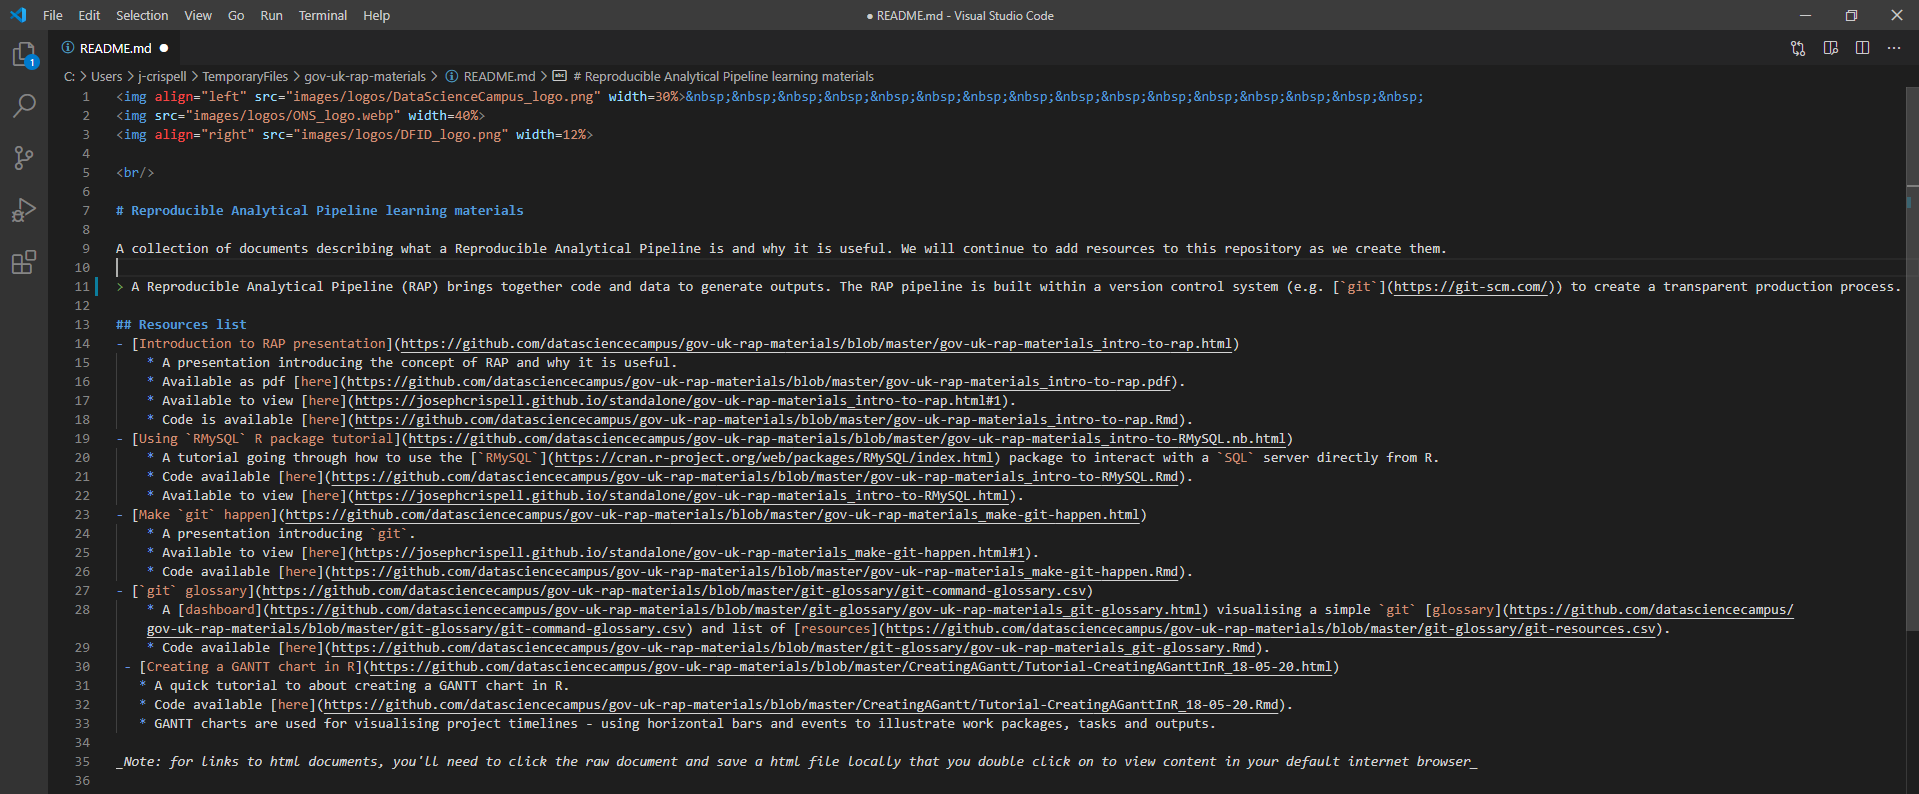 File Edit Selection View Go Run Terminal Help
● README.md - Visual Studio Code
README.md ●
1
C: > Users > j-crispell > TemporaryFiles > gov-uk-rap-materials > README.md > # Reproducible Analytical Pipeline learning materials
1 <img align="left" src="images/logos/DataScienceCampus_logo.png" width=30%>&nbsp;&nbsp;&nbsp;&nbsp;&nbsp;&nbsp;&nbsp;&nbsp;&nbsp;&nbsp;&nbsp;&nbsp;&nbsp;&nbsp;&nbsp;&nbsp;
2 <img src="images/logos/ONS_logo.webp" width=40%>
3 <img align="right" src="images/logos/DFID_logo.png" width=12%>
4
5 <br/>
6
7 # Reproducible Analytical Pipeline learning materials
8
9 A collection of documents describing what a Reproducible Analytical Pipeline is and why it is useful. We will continue to add resources to this repository as we create them.
10
11 > A Reproducible Analytical Pipeline (RAP) brings together code and data to generate outputs. The RAP pipeline is built within a version control system (e.g. [`git`](https://git-scm.com/)) to create a transparent production process.
12
13 ## Resources list
14 - [Introduction to RAP presentation](https://github.com/datasciencecampus/gov-uk-rap-materials/blob/master/gov-uk-rap-materials_intro-to-rap.html)
15 * A presentation introducing the concept of RAP and why it is useful.
16 * Available as pdf [here](https://github.com/datasciencecampus/gov-uk-rap-materials/blob/master/gov-uk-rap-materials_intro-to-rap.pdf).
17 * Available to view [here](https://josephcrispell.github.io/standalone/gov-uk-rap-materials_intro-to-rap.html#1).
18 * Code is available [here](https://github.com/datasciencecampus/gov-uk-rap-materials/blob/master/gov-uk-rap-materials_intro-to-rap.Rmd).
19 - [Using `RMySQL` R package tutorial](https://github.com/datasciencecampus/gov-uk-rap-materials/blob/master/gov-uk-rap-materials_intro-to-RMySQL.nb.html)
20 * A tutorial going through how to use the [`RMySQL`](https://cran.r-project.org/web/packages/RMySQL/index.html) package to interact with a `SQL` server directly from R.
21 * Code available [here](https://github.com/datasciencecampus/gov-uk-rap-materials/blob/master/gov-uk-rap-materials_intro-to-RMySQL.Rmd).
22 * Available to view [here](https://josephcrispell.github.io/standalone/gov-uk-rap-materials_intro-to-RMySQL.html).
23 - [Make `git` happen](https://github.com/datasciencecampus/gov-uk-rap-materials/blob/master/gov-uk-rap-materials_make-git-happen.html)
24 * A presentation introducing `git`.
25 * Available to view [here](https://josephcrispell.github.io/standalone/gov-uk-rap-materials_make-git-happen.html#1).
26 * Code available [here](https://github.com/datasciencecampus/gov-uk-rap-materials/blob/master/gov-uk-rap-materials_make-git-happen.Rmd).
27 - [`git` glossary](https://github.com/datasciencecampus/gov-uk-rap-materials/blob/master/git-glossary/git-command-glossary.csv)
28 * A [dashboard](https://github.com/datasciencecampus/gov-uk-rap-materials/blob/master/git-glossary/gov-uk-rap-materials_git-glossary.html) visualising a simple `git` [glossary](https://github.com/datasciencecampus/
gov-uk-rap-materials/blob/master/git-glossary/git-command-glossary.csv) and list of [resources](https://github.com/datasciencecampus/gov-uk-rap-materials/blob/master/git-glossary/git-resources.csv).
29 * Code available [here](https://github.com/datasciencecampus/gov-uk-rap-materials/blob/master/git-glossary/gov-uk-rap-materials_git-glossary.Rmd).
30 - [Creating a GANTT chart in R](https://github.com/datasciencecampus/gov-uk-rap-materials/blob/master/CreatingAGantt/Tutorial-CreatingAGanttInR_18-05-20.html)
31 * A quick tutorial to about creating a GANTT chart in R.
32 * Code available [here](https://github.com/datasciencecampus/gov-uk-rap-materials/blob/master/CreatingAGantt/Tutorial-CreatingAGanttInR_18-05-20.Rmd).
33 * GANTT charts are used for visualising project timelines - using horizontal bars and events to illustrate work packages, tasks and outputs.
34
35 _Note: for links to html documents, you'll need to click the raw document and save a html file locally that you double click on to view content in your default internet browser_
36